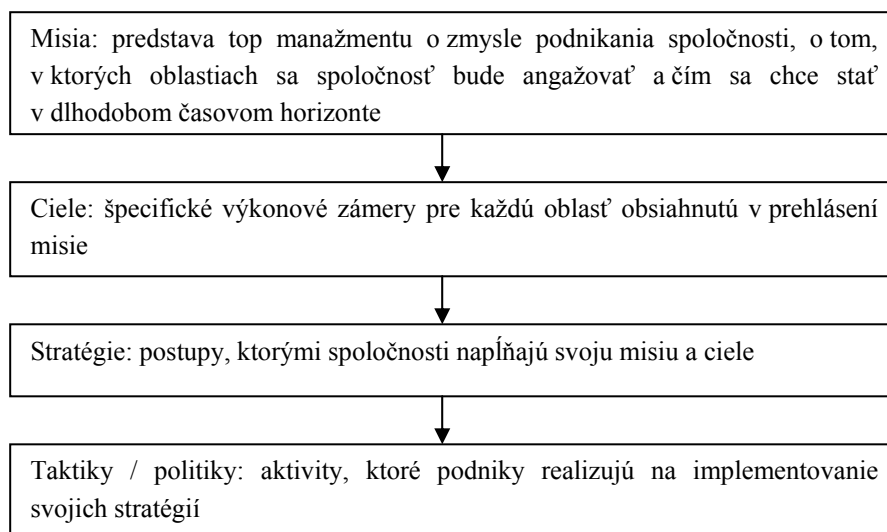 Misia: predstava top manažmentu o zmysle podnikania spoločnosti, o tom,
v ktorých oblastiach sa spoločnosť bude angažovať a čím sa chce stať
v dlhodobom časovom horizonte
Ciele: špecifické výkonové zámery pre každú oblasť obsiahnutú v prehlásení
misie
Stratégie: postupy, ktorými spoločnosti napĺňajú svoju misiu a ciele
Taktiky / politiky: aktivity, ktoré podniky realizujú na implementovanie
svojich stratégií